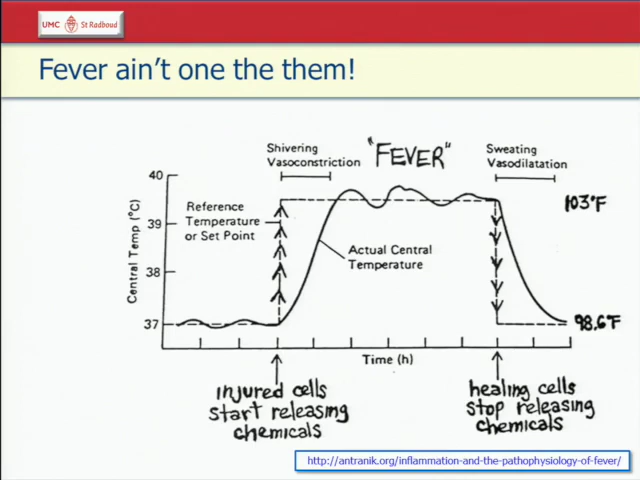 UMC St Radboud
Fever ain't one the them!
Shivering
Vasoconstriction
"FEVER"
Sweating
Vasodilatation
40
39
38
37
Central Temp (°C)
Reference
Temperature
or Set Point
Actual Central
Temperature
103°F
98.6°F
Time (h)
injured cells
start releasing
chemicals
healing cells
stop releasing
chemicals
http://antranik.org/inflammation-and-the-pathophysiology-of-fever/